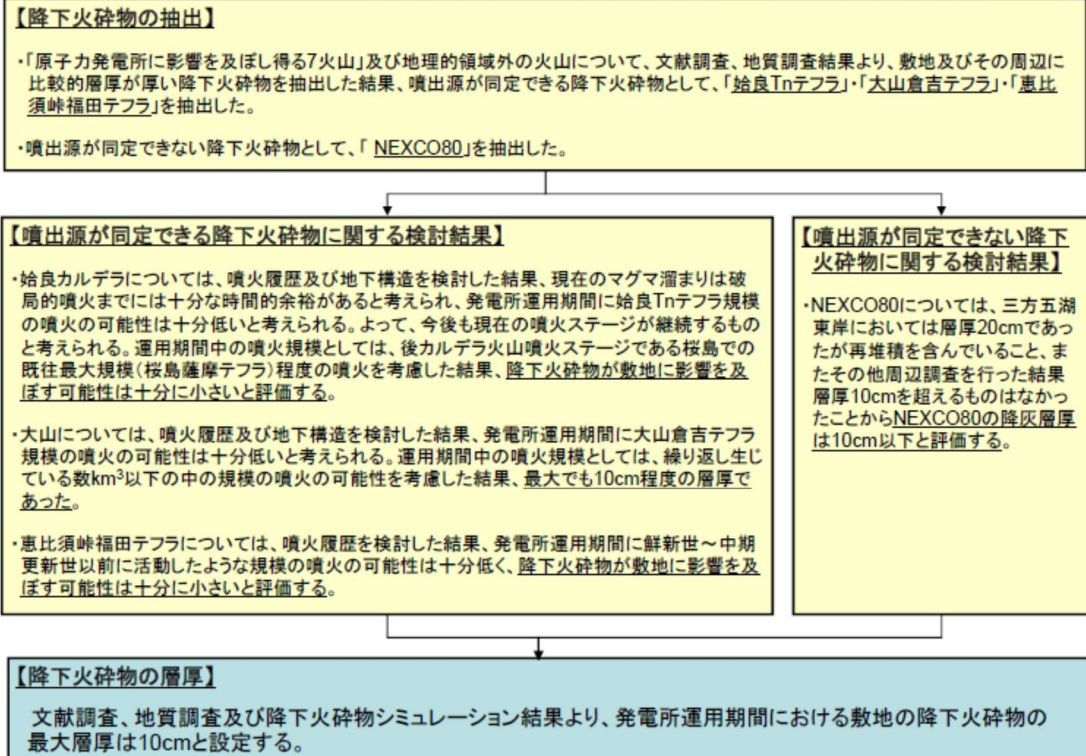 【降下火砕物の抽出】
・「原子力発電所に影響を及ぼし得る7火山」及び地理的領域外の火山について、文献調査、地質調査結果より、敷地及びその周辺に
比較的層厚が厚い降下火砕物を抽出した結果、噴出源が同定できる降下火砕物として、「姶良Tnテフラ」・「大山倉吉テフラ」・「恵比
須峠福田テフラ」を抽出した。
・噴出源が同定できない降下火砕物として、「 NEXCO80」を抽出した。
【噴出源が同定できる降下火砕物に関する検討結果】
・姶良カルデラについては、噴火履歴及び地下構造を検討した結果、現在のマグマ溜まりは破
局的噴火までには十分な時間的余裕があると考えられ、発電所運用期間に姶良Tnテフラ規模
の噴火の可能性は十分低いと考えられる。よって、今後も現在の噴火ステージが継続するもの
と考えられる。運用期間中の噴火規模としては、後カルデラ火山噴火ステージである桜島での
既往最大規模(桜島薩摩テフラ)程度の噴火を考慮した結果、降下火砕物が敷地に影響を及
ぼす可能性は十分に小さいと評価する。
・大山については、噴火履歴及び地下構造を検討した結果、発電所運用期間に大山倉吉テフラ
規模の噴火の可能性は十分低いと考えられる。運用期間中の噴火規模としては、繰り返し生じ
ている数km³以下の中の規模の噴火の可能性を考慮した結果、最大でも10cm程度の層厚で
あった。
・恵比須峠福田テフラについては、噴火履歴を検討した結果、発電所運用期間に鮮新世~中期
更新世以前に活動したような規模の噴火の可能性は十分低く、降下火砕物が敷地に影響を及
ぼす可能性は十分に小さいと評価する。
【噴出源が同定できない降下
火砕物に関する検討結果】
・NEXCO80については、三方五湖
東岸においては層厚20cmであっ
たが再堆積を含んでいること、ま
たその他周辺調査を行った結果
層厚10cmを超えるものはなかっ
たことからNEXCO80の降灰層厚
は10cm以下と評価する。
【降下火砕物の層厚】
文献調査、地質調査及び降下火砕物シミュレーション結果より、発電所運用期間における敷地の降下火砕物の
最大層厚は10cmと設定する。